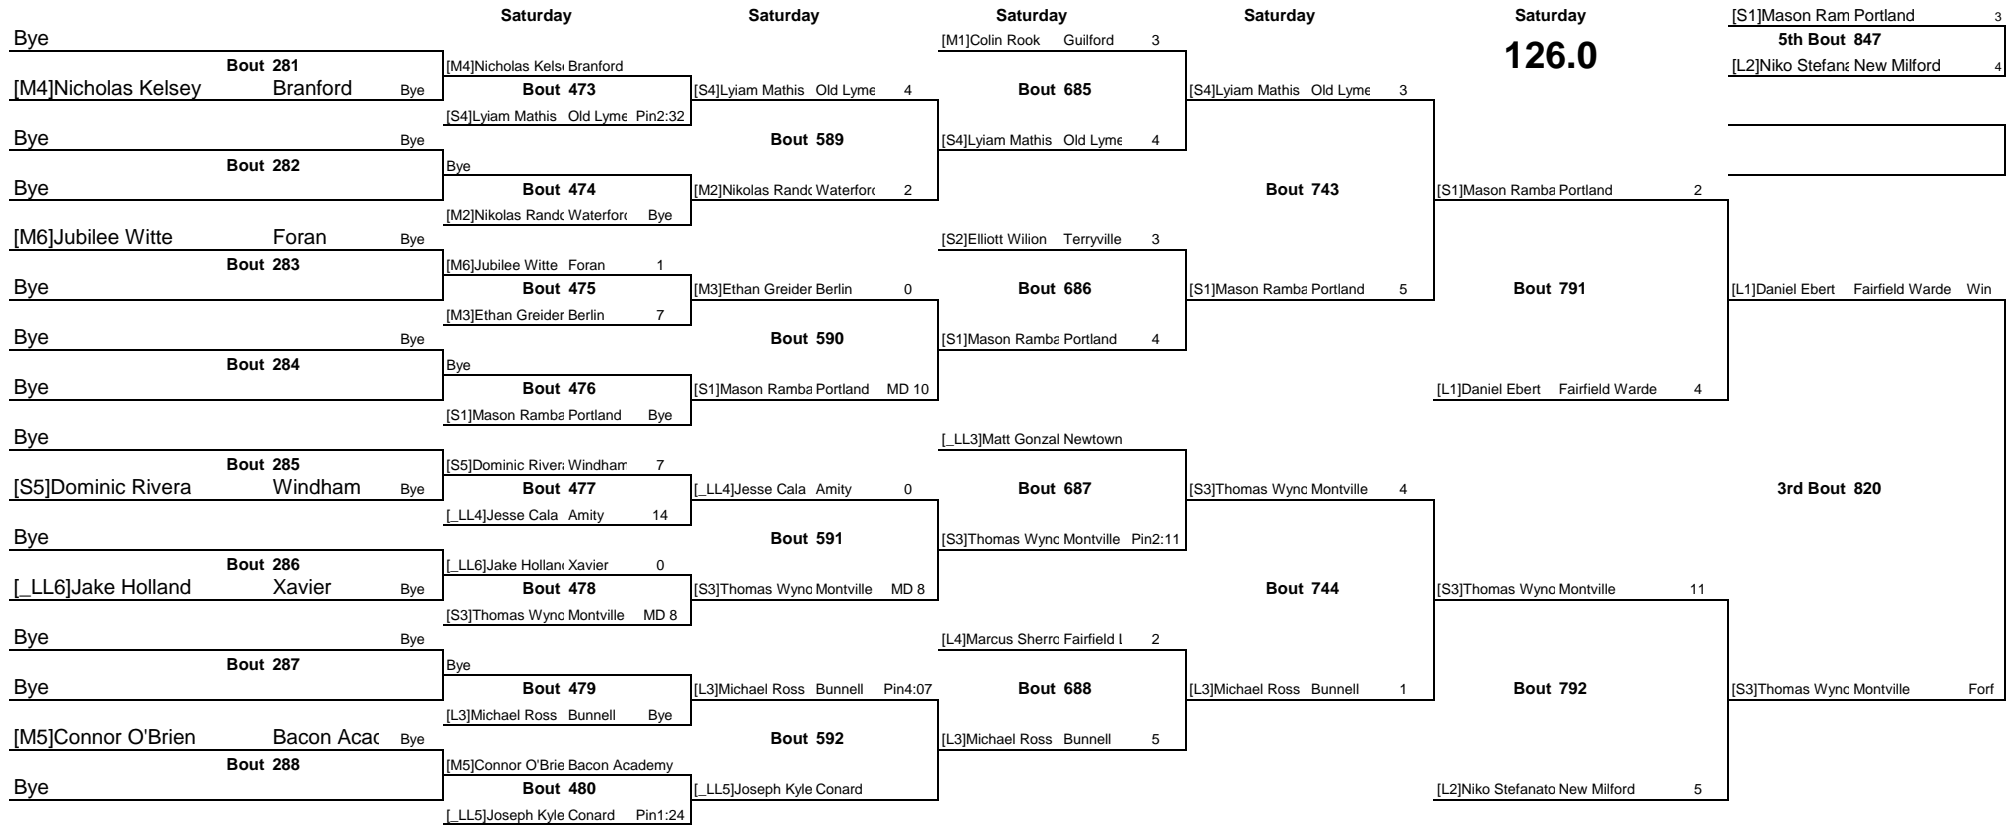 Saturday Saturday Saturday Saturday Saturday
126.0
Bye
Bout 281
[M4]Nicholas Kelsey Branford Bye
Bye Bye
Bout 282
Bye
[M6]Jubilee Witte Foran Bye
Bout 283
Bye
Bye Bye
Bout 284
Bye
Bye
Bout 285
[S5]Dominic Rivera Windham Bye
Bye
Bout 286
[_LL6]Jake Holland Xavier Bye
Bye Bye
Bout 287
Bye
[M5]Connor O'Brien Bacon Acac Bye
Bout 288
Bye
[M4]Nicholas Kels Branford
Bout 473
[S4]Lyiam Mathis Old Lyme Pin2:32
Bye
Bout 474
[M2]Nikolas Randc Waterford Bye
[M6]Jubilee Witte Foran 1
Bout 475
[M3]Ethan Greider Berlin 7
Bye
Bout 476
[S1]Mason Ramba Portland Bye
[S5]Dominic River Windham 7
Bout 477
[_LL4]Jesse Cala Amity 14
[_LL6]Jake Hollan Xavier 0
Bout 478
[S3]Thomas Wync Montville MD 8
Bye
Bout 479
[L3]Michael Ross Bunnell Bye
[M5]Connor O'Brie Bacon Academy
Bout 480
[_LL5]Joseph Kyle Conard Pin1:24
[S4]Lyiam Mathis Old Lyme 4
Bout 589
[M2]Nikolas Randc Waterford 2
[M3]Ethan Greider Berlin 0
Bout 590
[S1]Mason Ramba Portland MD 10
[_LL4]Jesse Cala Amity 0
Bout 591
[S3]Thomas Wync Montville MD 8
[L3]Michael Ross Bunnell Pin4:07
Bout 592
[_LL5]Joseph Kyle Conard
[M1]Colin Rook Guilford 3
Bout 685
[S4]Lyiam Mathis Old Lyme 4
[S2]Elliott Wilion Terryville 3
Bout 686
[S1]Mason Ramba Portland 4
[_LL3]Matt Gonzal Newtown
Bout 687
[S3]Thomas Wync Montville Pin2:11
[L4]Marcus Sherrc Fairfield L 2
Bout 688
[L3]Michael Ross Bunnell 5
[S4]Lyiam Mathis Old Lyme 3
Bout 743
[S1]Mason Ramba Portland 5
[S3]Thomas Wync Montville 4
Bout 744
[L3]Michael Ross Bunnell 1
[S1]Mason Ramba Portland 2
Bout 791
[L1]Daniel Ebert Fairfield Warde 4
[S3]Thomas Wync Montville 11
Bout 792
[L2]Niko Stefanato New Milford 5
[S1]Mason Ram Portland 3
5th Bout 847
[L2]Niko Stefana New Milford 4
[L1]Daniel Ebert Fairfield Warde Win
3rd Bout 820
[S3]Thomas Wync Montville Forf